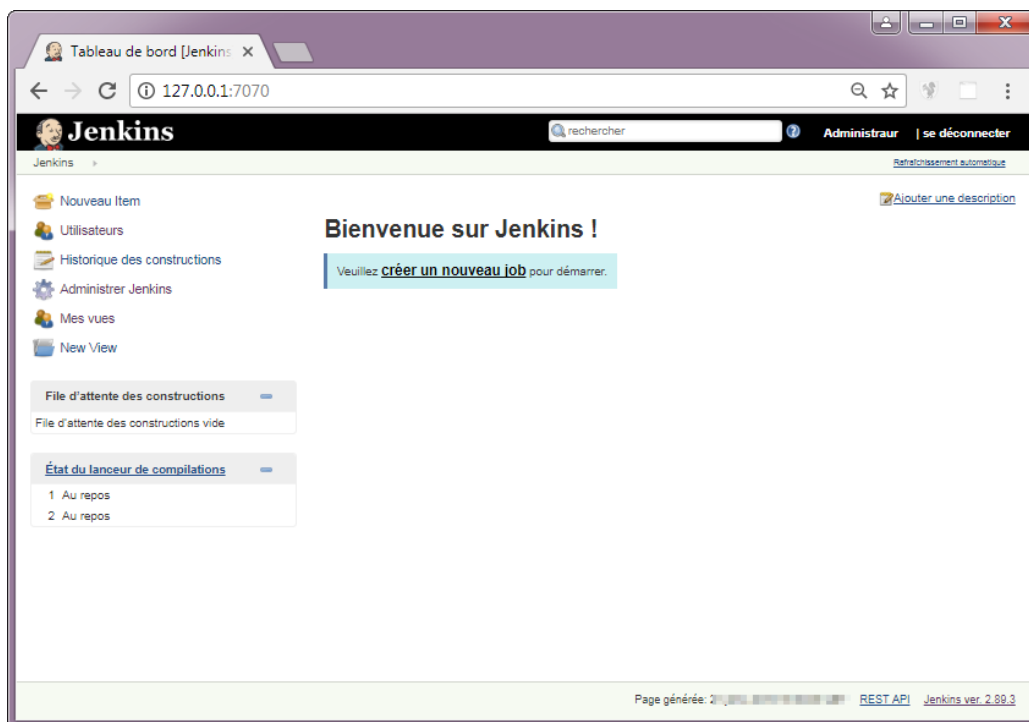 Tableau de bord [Jenkins
127.0.0.1:7070
Jenkins
rechercher
Administraur | se déconnecter
Jenkins
Rafraîchissement automatique
Nouveau Item
Utilisateurs
Historique des constructions
Administrer Jenkins
Mes vues
New View
Ajouter une description
Bienvenue sur Jenkins !
Veuillez créer un nouveau job pour démarrer.
File d'attente des constructions
File d'attente des constructions vide
État du lanceur de compilations
1 Au repos
2 Au repos
Page générée: REST API Jenkins ver. 2.89.3